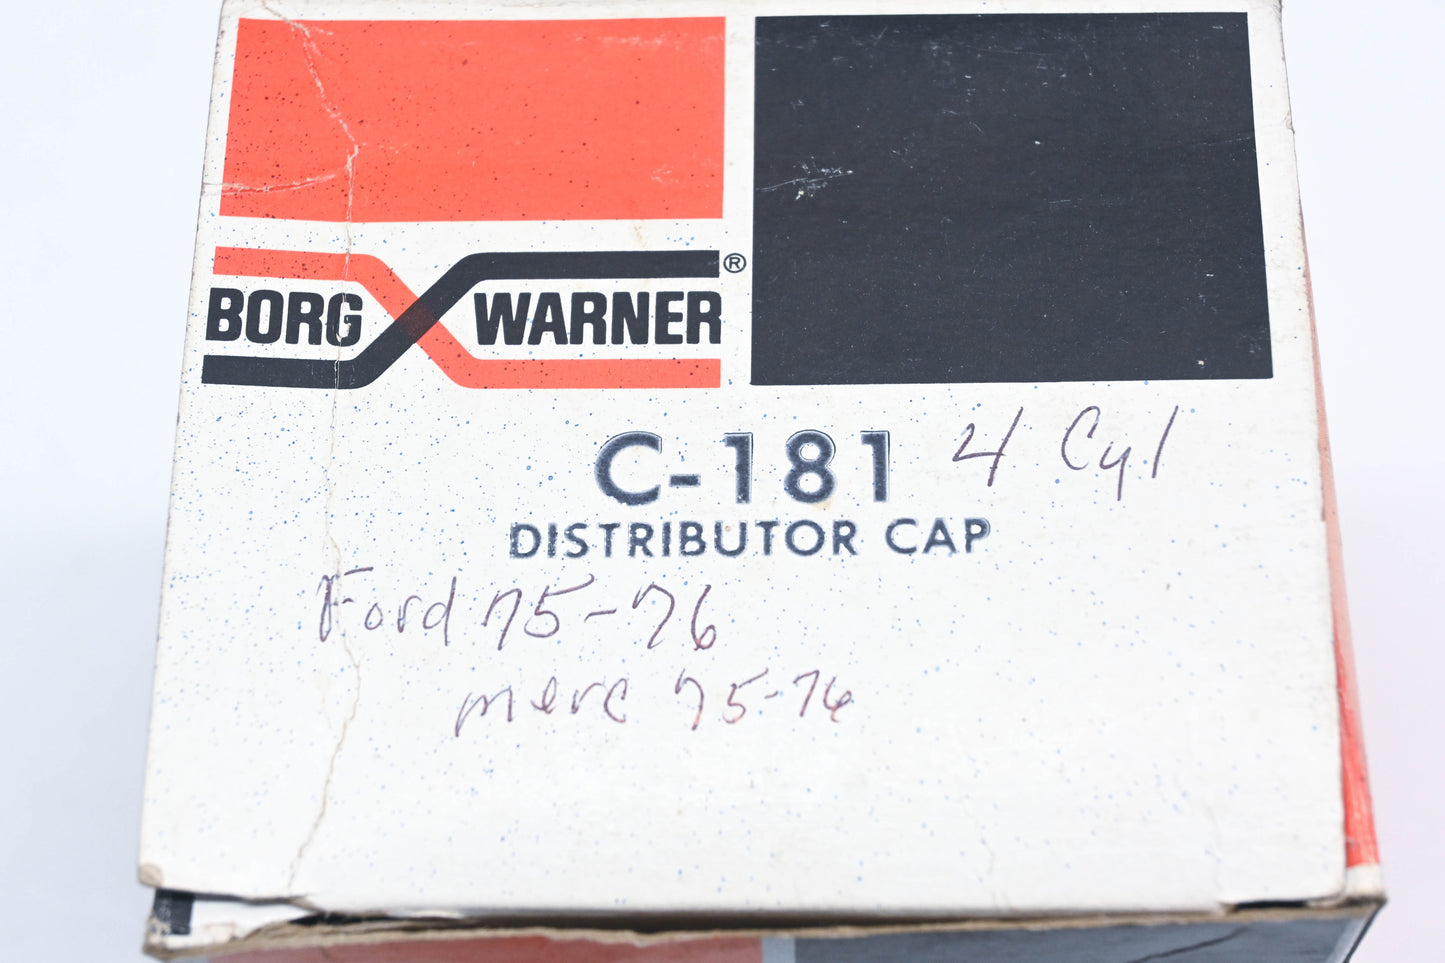 BORG WARNER®
C-181 4 Cyl
DISTRIBUTOR CAP
Ford 75-76
merc 75-76